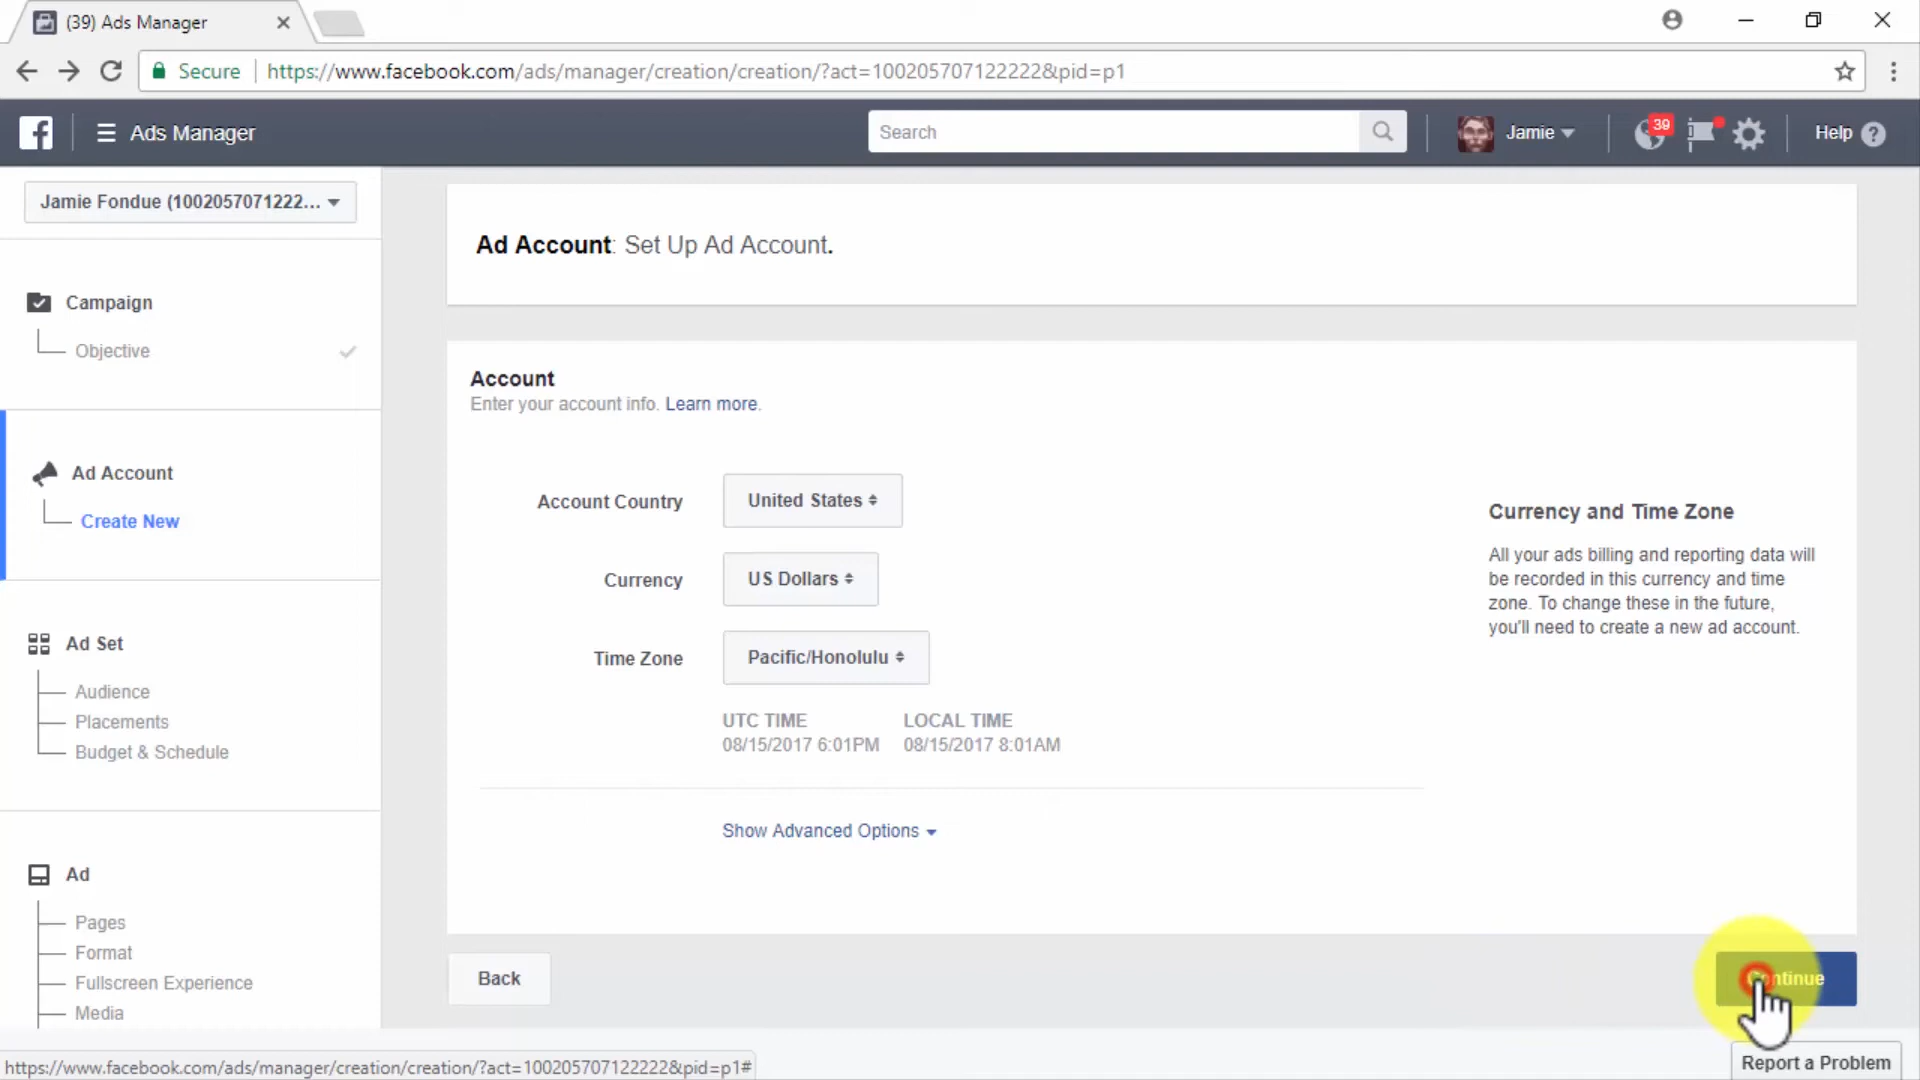 (39) Ads Manager
Secure
https://www.facebook.com/ads/manager/creation/creation/?act=100205707122222&pid=p1
Ads Manager
Search
Jamie
39
Help
Jamie Fondue (1002057071222...
Ad Account: Set Up Ad Account.
Campaign
Objective
Account
Enter your account info. Learn more.
Ad Account
Create New
Account Country
United States
Currency
US Dollars
Time Zone
Pacific/Honolulu
UTC TIME
LOCAL TIME
08/15/2017 6:01PM
08/15/2017 8:01AM
Show Advanced Options
Currency and Time Zone
All your ads billing and reporting data will
be recorded in this currency and time
zone. To change these in the future,
you'll need to create a new ad account.
Ad Set
Audience
Placements
Budget & Schedule
Ad
Pages
Format
Fullscreen Experience
Media
Back
Continue
https://www.facebook.com/ads/manager/creation/creation/?act=1002057071222222&pid=p1#
Report a Problem